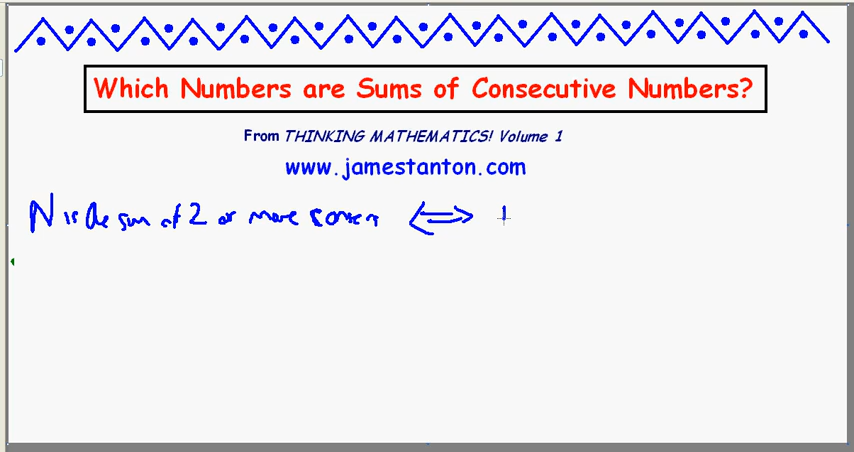 Which Numbers are Sums of Consecutive Numbers?
From THINKING MATHEMATICS! Volume 1
www.jamestanton.com
N is the sum of 2 or more consec ⇔